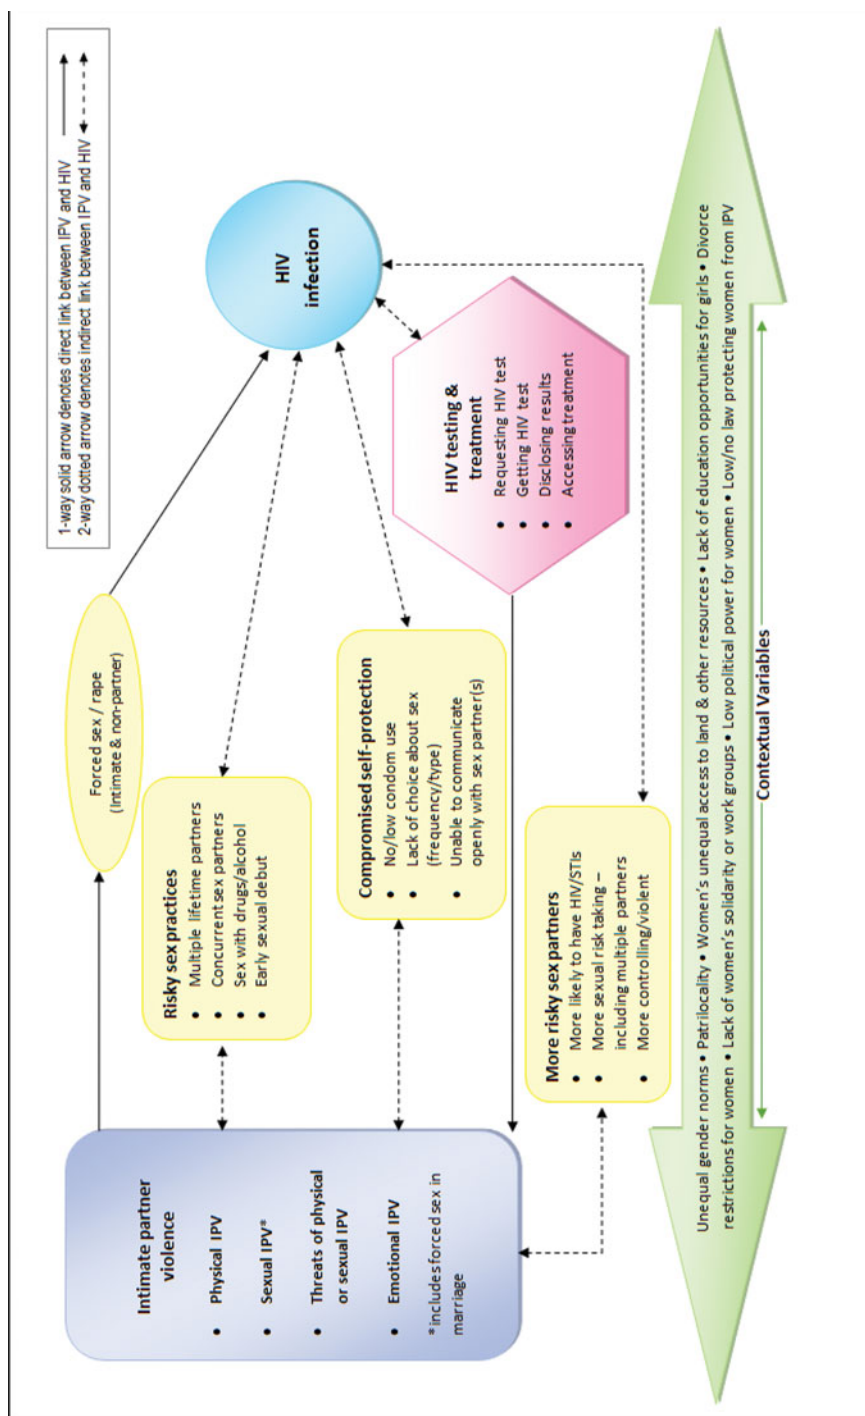 1-way solid arrow denotes direct link between IPV and HIV
2-way dotted arrow denotes indirect link between IPV and HIV
Intimate partner
violence
• Physical IPV
• Sexual IPV*
• Threats of physical
or sexual IPV
• Emotional IPV
*includes forced sex in
marriage
Forced sex / rape
(Intimate & non-partner)
Risky sex practices
• Multiple lifetime partners
• Concurrent sex partners
• Sex with drugs/alcohol
• Early sexual debut
Compromised self-protection
• No/low condom use
• Lack of choice about sex
(frequency/type)
• Unable to communicate
openly with sex partner(s)
More risky sex partners
• More likely to have HIV/STIs
• More sexual risk taking –
including multiple partners
• More controlling/violent
HIV
infection
HIV testing &
treatment
• Requesting HIV test
• Getting HIV test
• Disclosing results
• Accessing treatment
Unequal gender norms • Patrilocality • Women's unequal access to land & other resources • Lack of education opportunities for girls • Divorce
restrictions for women • Lack of women's solidarity or work groups • Low political power for women • Low/no law protecting women from IPV
Contextual Variables